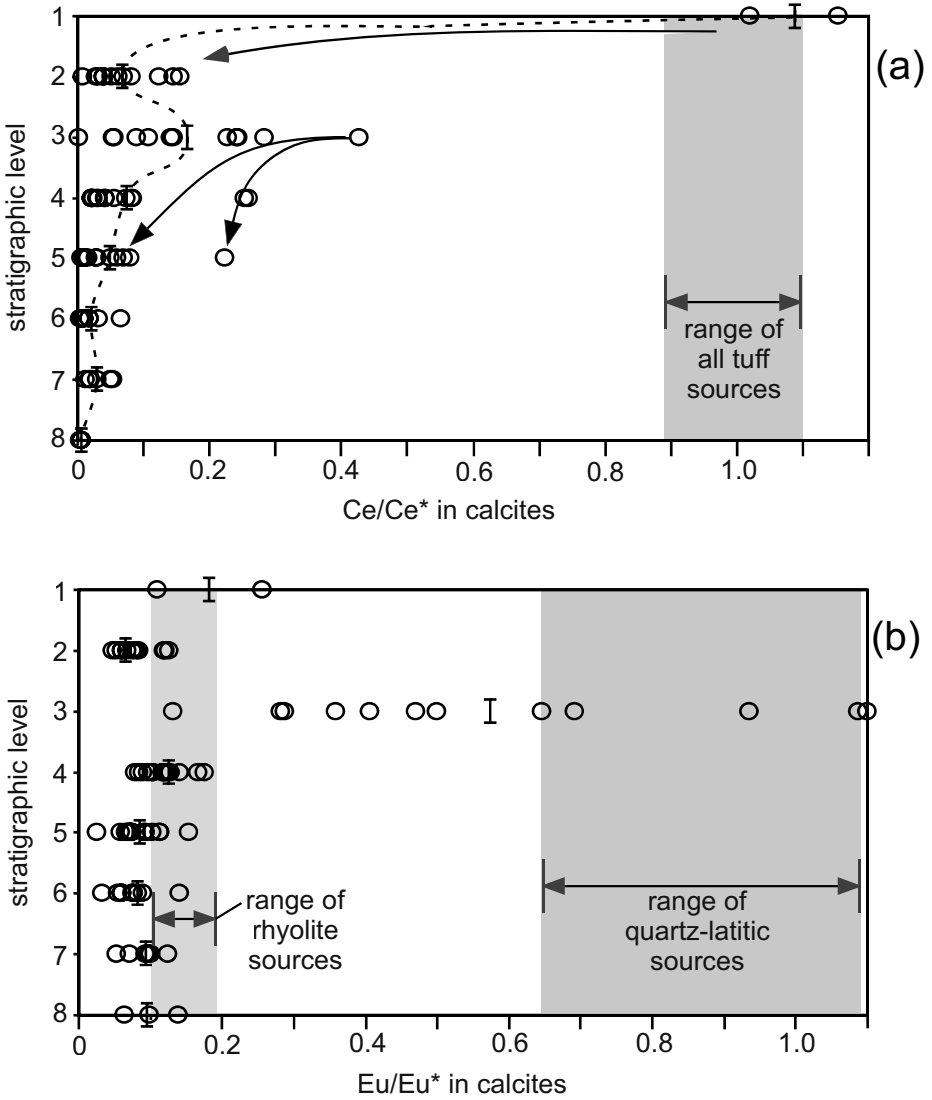 (a)
stratigraphic level
1
2
3
4
5
6
7
8
range of
all tuff
sources
0 0.2 0.4 0.6 0.8 1.0
Ce/Ce* in calcites
(b)
stratigraphic level
1
2
3
4
5
6
7
8
range of
rhyolite
sources
range of
quartz-latitic
sources
0 0.2 0.4 0.6 0.8 1.0
Eu/Eu* in calcites